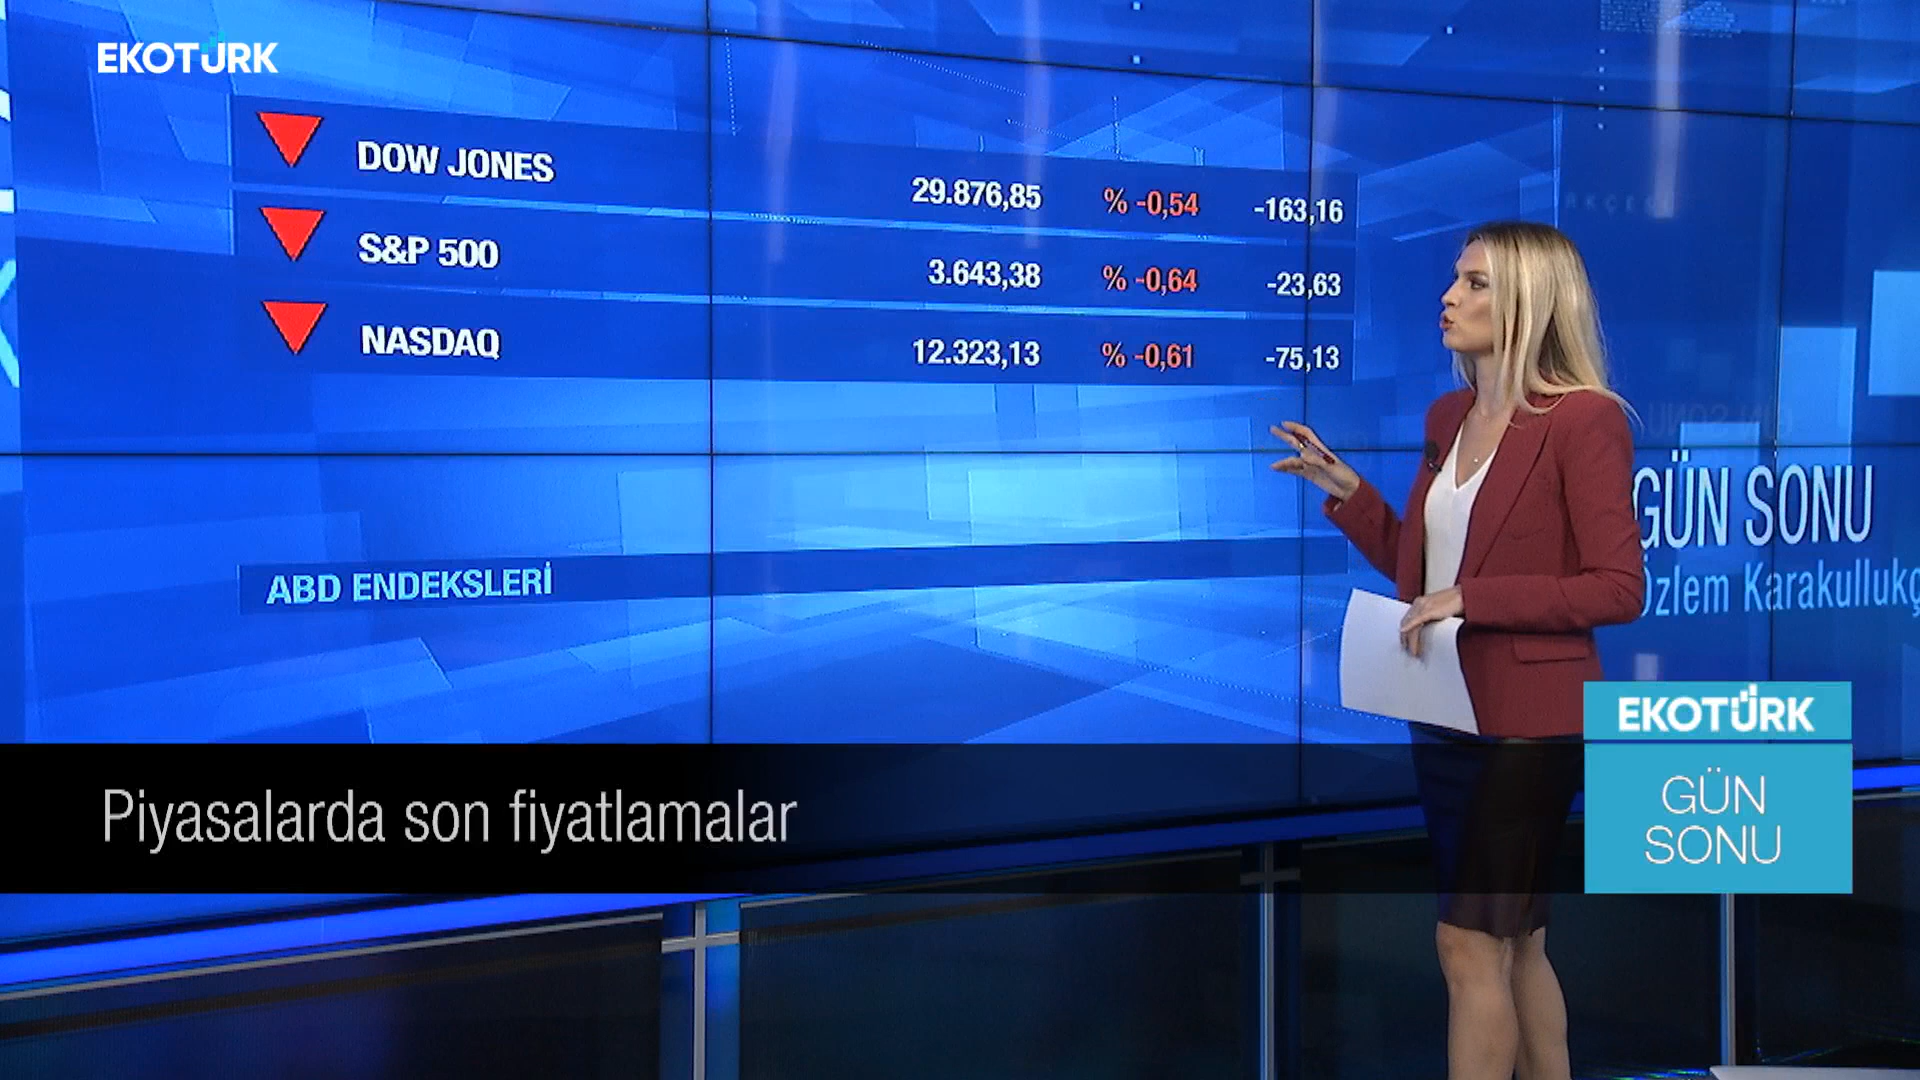 EKOTÜRK
DOW JONES 29.876,85 % -0,54 -163,16
S&P 500 3.643,38 % -0,64 -23,63
NASDAQ 12.323,13 % -0,61 -75,13
ABD ENDEKSLERİ
GÜN SONU
Özlem Karakullukç
EKOTÜRK
GÜN
SONU
Piyasalarda son fiyatlamalar